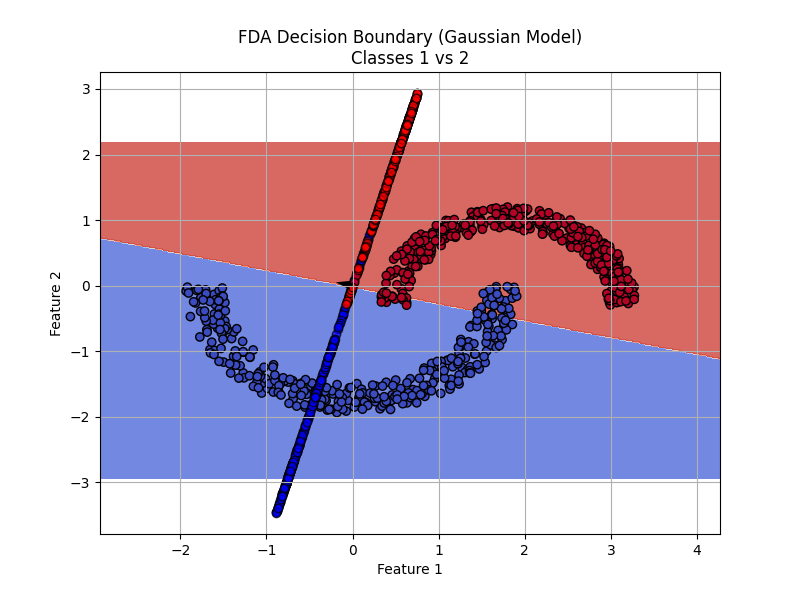 FDA Decision Boundary (Gaussian Model)
Classes 1 vs 2
3
2
1
0
−1
−2
−3
Feature 2
−2 −1 0 1 2 3 4
Feature 1